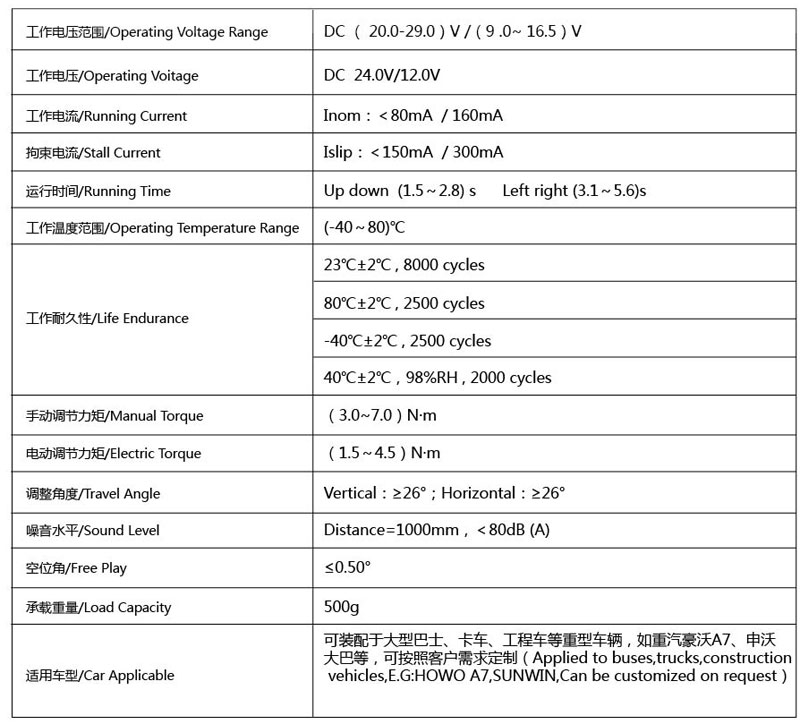 工作电压范围/Operating Voltage Range DC（ 20.0-29.0）V /（9 .0~ 16.5）V
工作电压/Operating Voitage DC 24.0V/12.0V
工作电流/Running Current Inom：＜80mA / 160mA
拘束电流/Stall Current Islip：＜150mA / 300mA
运行时间/Running Time Up down (1.5～2.8) s Left right (3.1～5.6)s
工作温度范围/Operating Temperature Range (-40～80)℃
工作耐久性/Life Endurance
23℃±2℃ , 8000 cycles
80℃±2℃ , 2500 cycles
-40℃±2℃ , 2500 cycles
40℃±2℃ , 98%RH , 2000 cycles
手动调节力矩/Manual Torque （3.0~7.0）N·m
电动调节力矩/Electric Torque （1.5～4.5）N·m
调整角度/Travel Angle Vertical：≥26°；Horizontal：≥26°
噪音水平/Sound Level Distance=1000mm，＜80dB (A)
空位角/Free Play ≤0.50°
承载重量/Load Capacity 500g
适用车型/Car Applicable
可装配于大型巴士、卡车、工程车等重型车辆，如重汽豪沃A7、申沃
大巴等，可按照客户需求定制（Applied to buses,trucks,construction
vehicles,E.G:HOWO A7,SUNWIN,Can be customized on request）